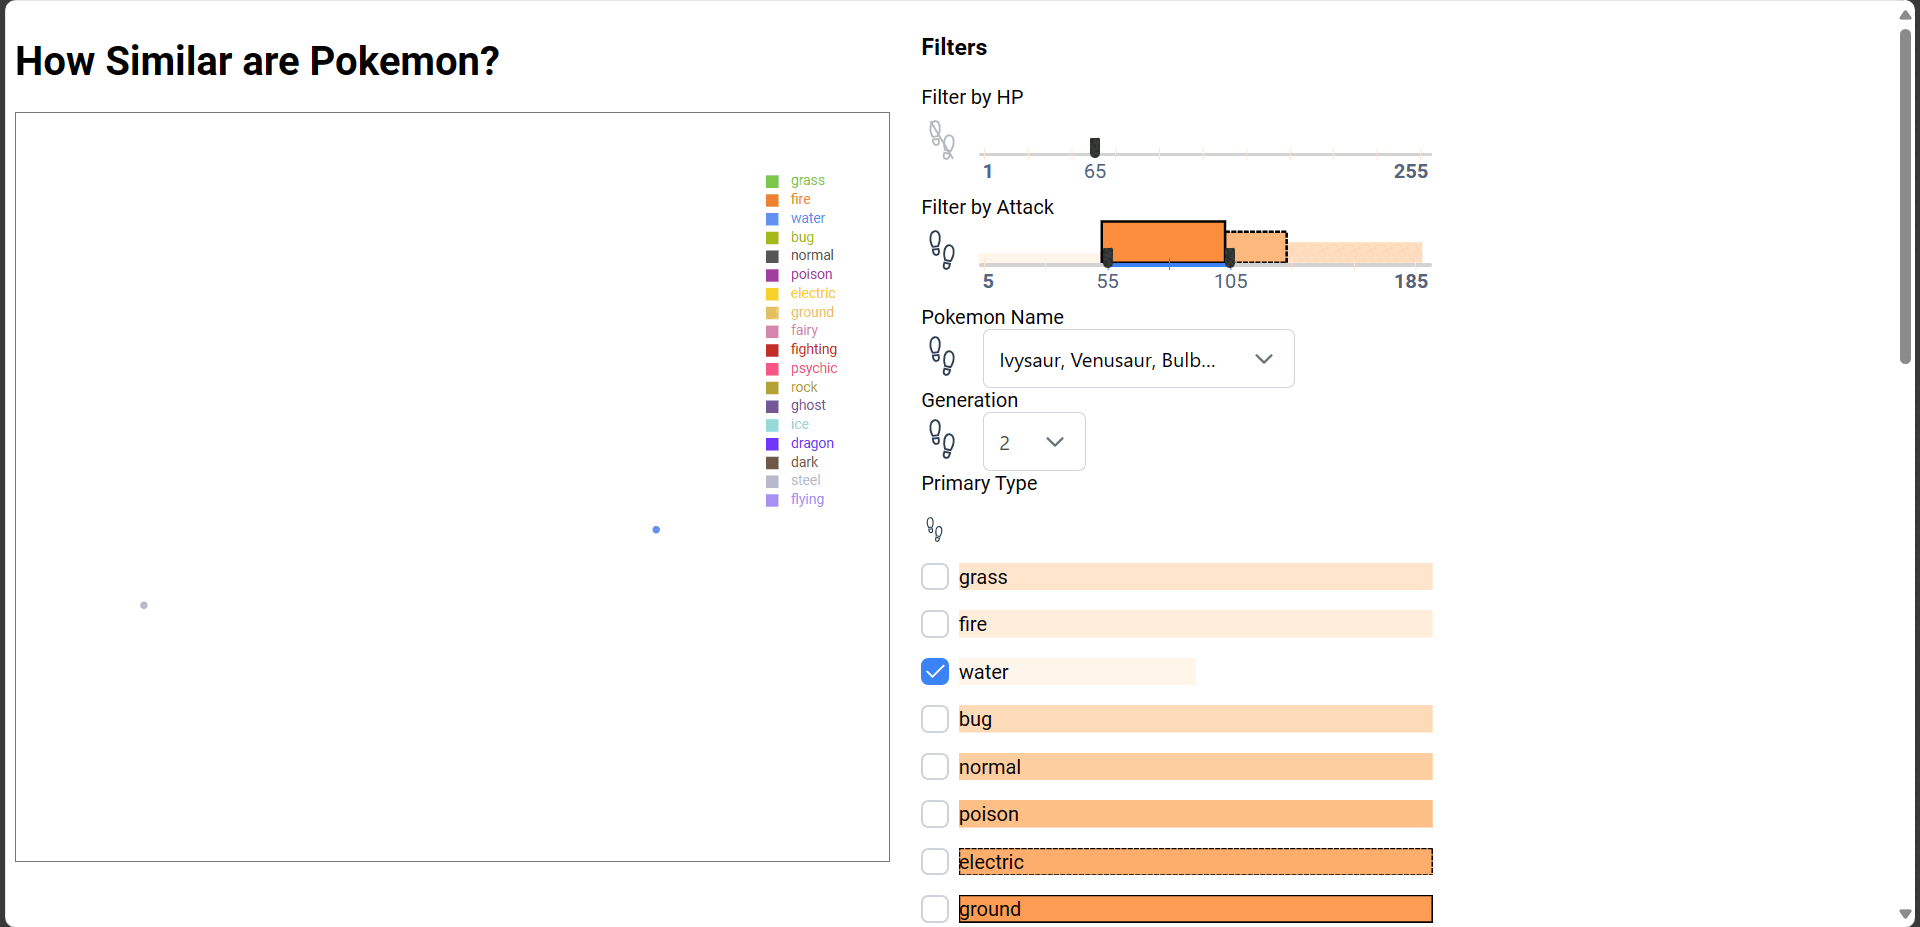 How Similar are Pokemon?
grass
fire
water
bug
normal
poison
electric
ground
fairy
fighting
psychic
rock
ghost
ice
dragon
dark
steel
flying
Filters
Filter by HP
1 65 255
Filter by Attack
5 55 105 185
Pokemon Name
Ivysaur, Venusaur, Bulb...
Generation
2
Primary Type
grass
fire
water
bug
normal
poison
electric
ground